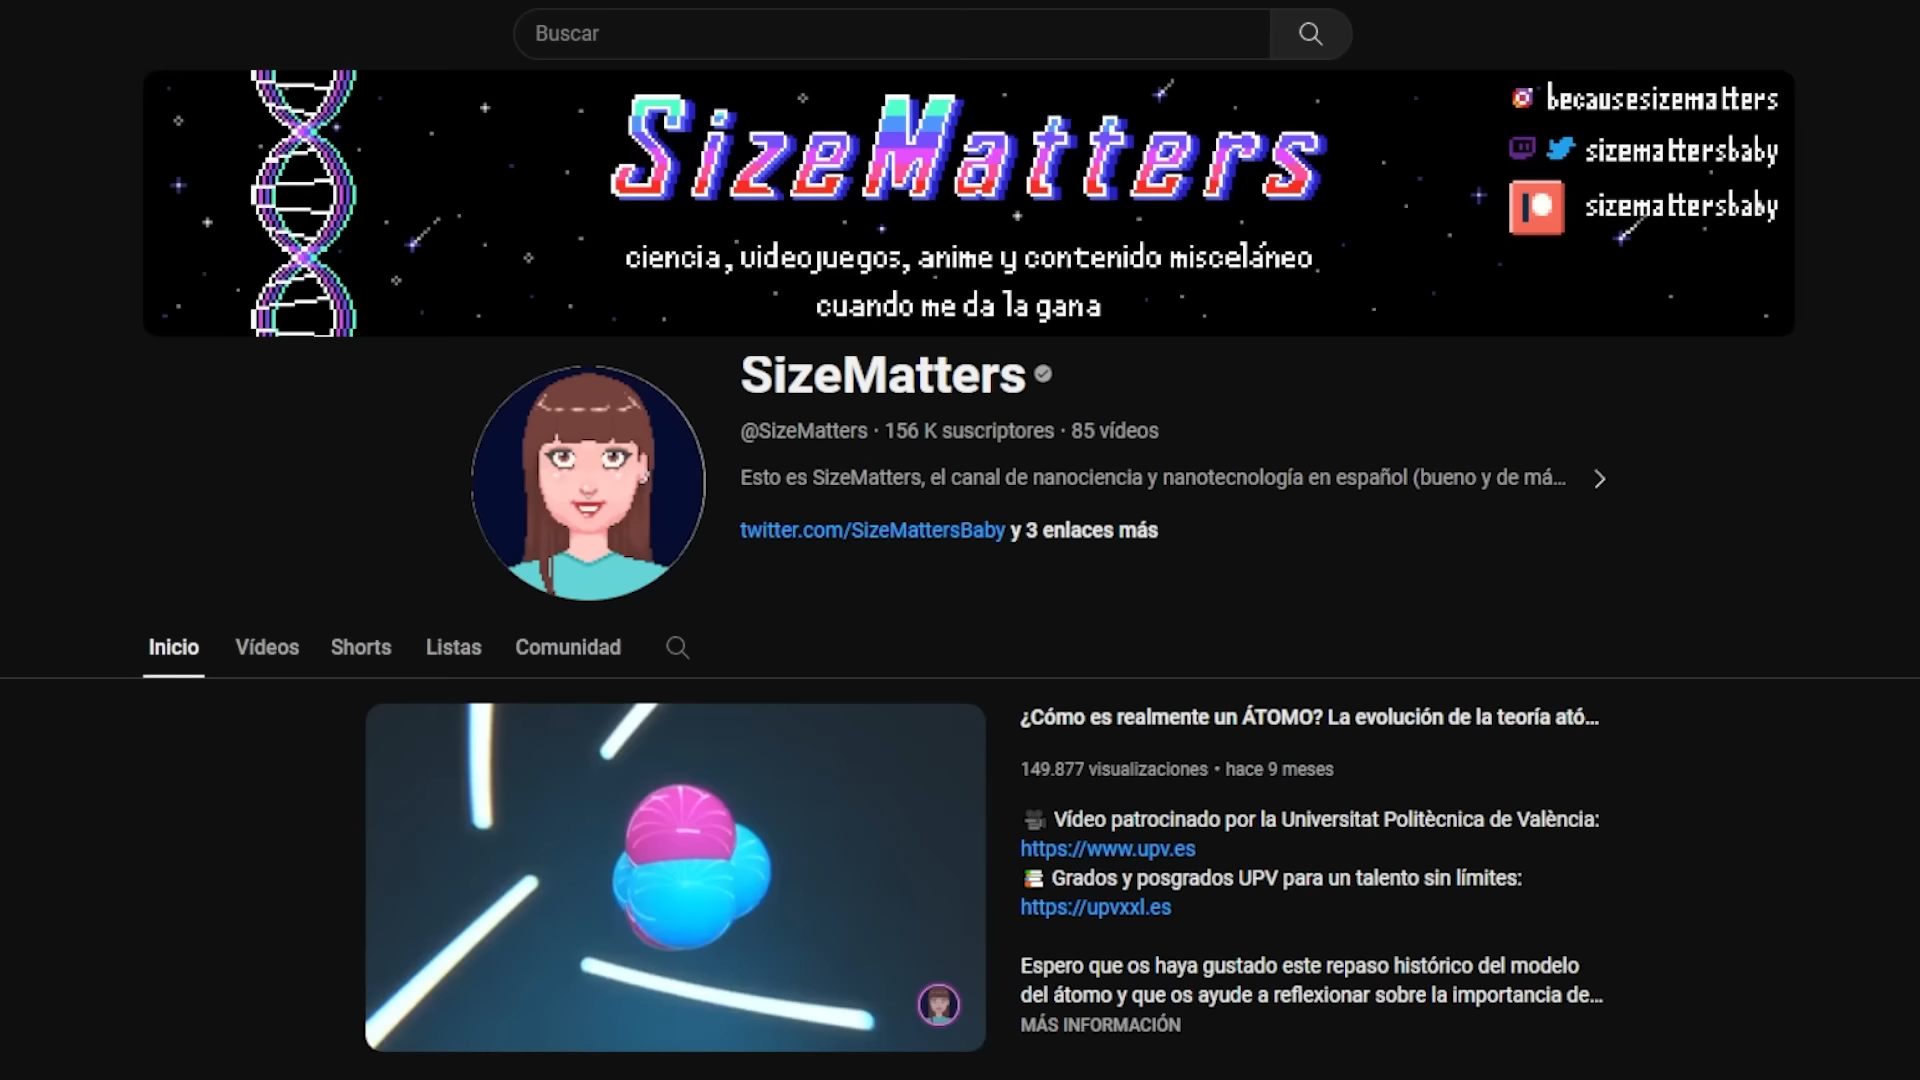 Buscar
SizeMatters
ciencia, videojuegos, anime y contenido misceláneo
cuando me da la gana
becausesizematters
sizemattersbaby
sizemattersbaby
SizeMatters
@SizeMatters · 156 K suscriptores · 85 vídeos
Esto es SizeMatters, el canal de nanociencia y nanotecnología en español (bueno y de má...
twitter.com/SizeMattersBaby y 3 enlaces más
Inicio Vídeos Shorts Listas Comunidad
¿Cómo es realmente un ÁTOMO? La evolución de la teoría ató...
149.877 visualizaciones • hace 9 meses
Vídeo patrocinado por la Universitat Politècnica de València:
https://www.upv.es
Grados y posgrados UPV para un talento sin límites:
https://upvxxl.es
Espero que os haya gustado este repaso histórico del modelo
del átomo y que os ayude a reflexionar sobre la importancia de...
MÁS INFORMACIÓN